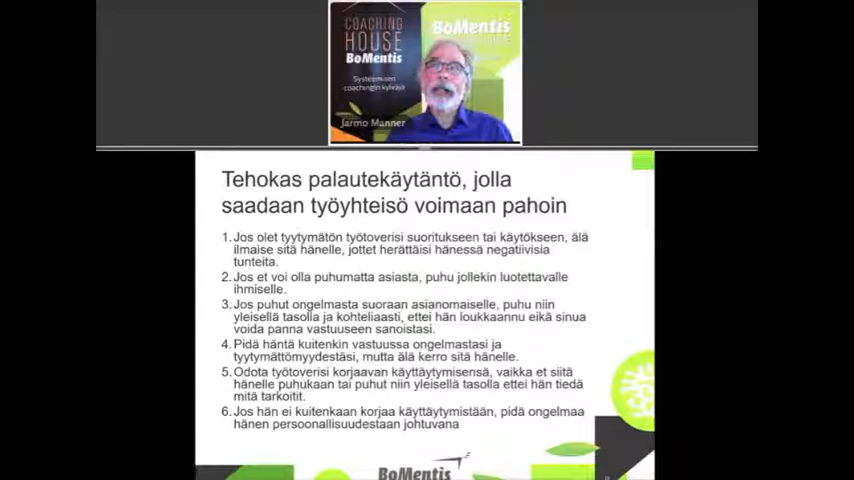 COACHING
HOUSE
BoMentis
Systeeminen
coachingin kylväjä
BoMentis
Jarmo Manner
Tehokas palautekäytäntö, jolla
saadaan työyhteisö voimaan pahoin
1. Jos olet tyytymätön työtoverisi suoritukseen tai käytökseen, älä
ilmaise sitä hänelle, jottet herättäisi hänessä negatiivisia
tunteita.
2. Jos et voi olla puhumatta asiasta, puhu jollekin luotettavalle
ihmiselle.
3. Jos puhut ongelmasta suoraan asianomaiselle, puhu niin
yleisellä tasolla ja kohteliaasti, ettei hän loukkaannu eikä sinua
voida panna vastuuseen sanoistasi.
4. Pidä häntä kuitenkin vastuussa ongelmastasi ja
tyytymättömyydestäsi, mutta älä kerro sitä hänelle.
5. Odota työtoverisi korjaavan käyttäytymisensä, vaikka et siitä
hänelle puhukaan tai puhut niin yleisellä tasolla ettei hän tiedä
mitä tarkoitit.
6. Jos hän ei kuitenkaan korjaa käyttäytymistään, pidä ongelmaa
hänen persoonallisuudestaan johtuvana
BoMentis